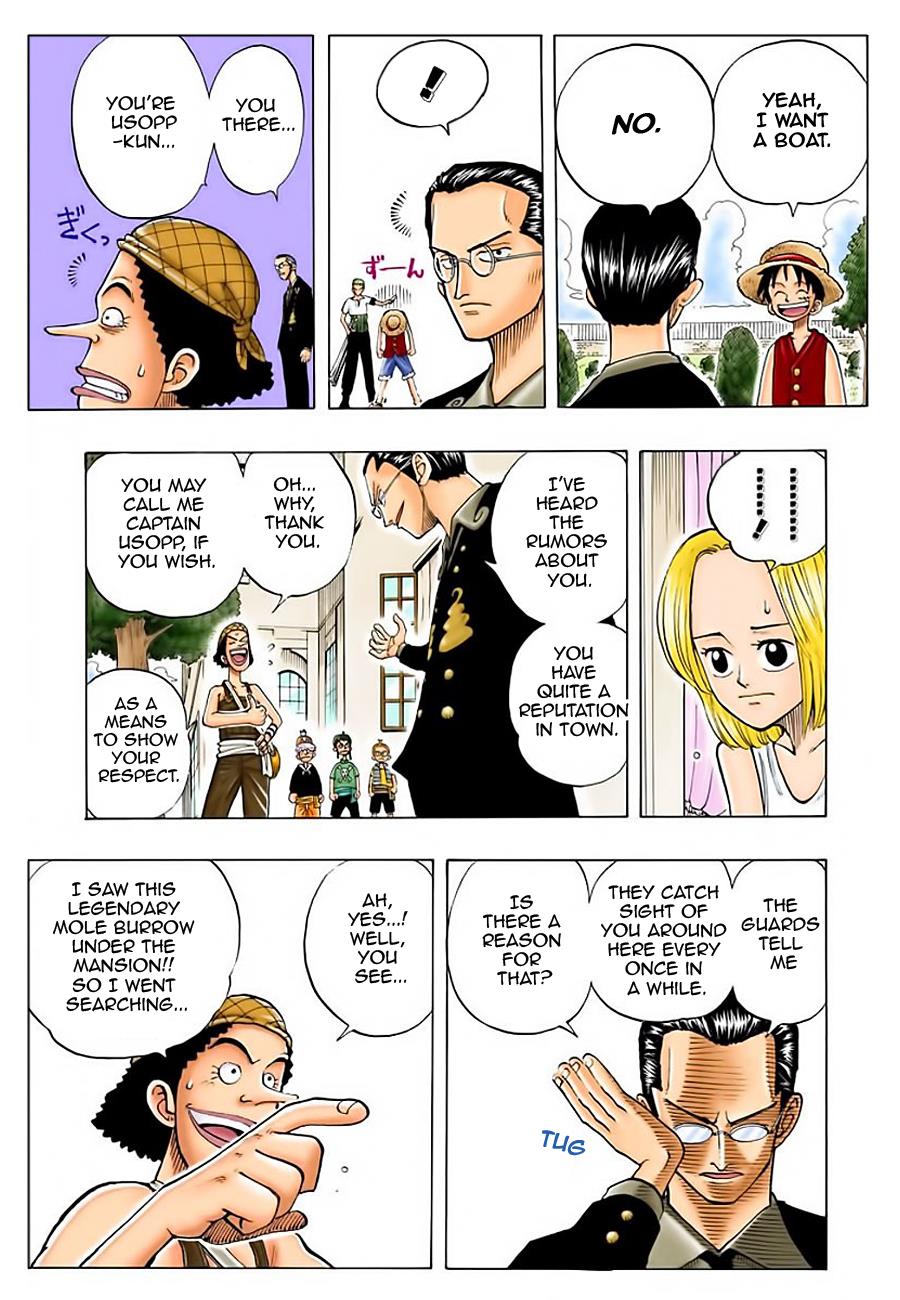 YEAH,
I WANT
A BOAT.
NO.
!
ずーん
YOU
THERE...
YOU'RE
USOPP
-KUN...
ぎくっ
I'VE
HEARD
THE
RUMORS
ABOUT
YOU.
YOU
HAVE
QUITE A
REPUTATION
IN TOWN.
OH...
WHY,
THANK
YOU.
YOU MAY
CALL ME
CAPTAIN
USOPP, IF
YOU WISH.
AS A
MEANS
TO SHOW
YOUR
RESPECT.
THE
GUARDS
TELL
ME
THEY CATCH
SIGHT OF
YOU AROUND
HERE EVERY
ONCE IN
A WHILE.
IS
THERE A
REASON
FOR
THAT?
TUG
AH,
YES...!
WELL,
YOU
SEE...
I SAW THIS
LEGENDARY
MOLE BURROW
UNDER THE
MANSION!!
SO I WENT
SEARCHING...